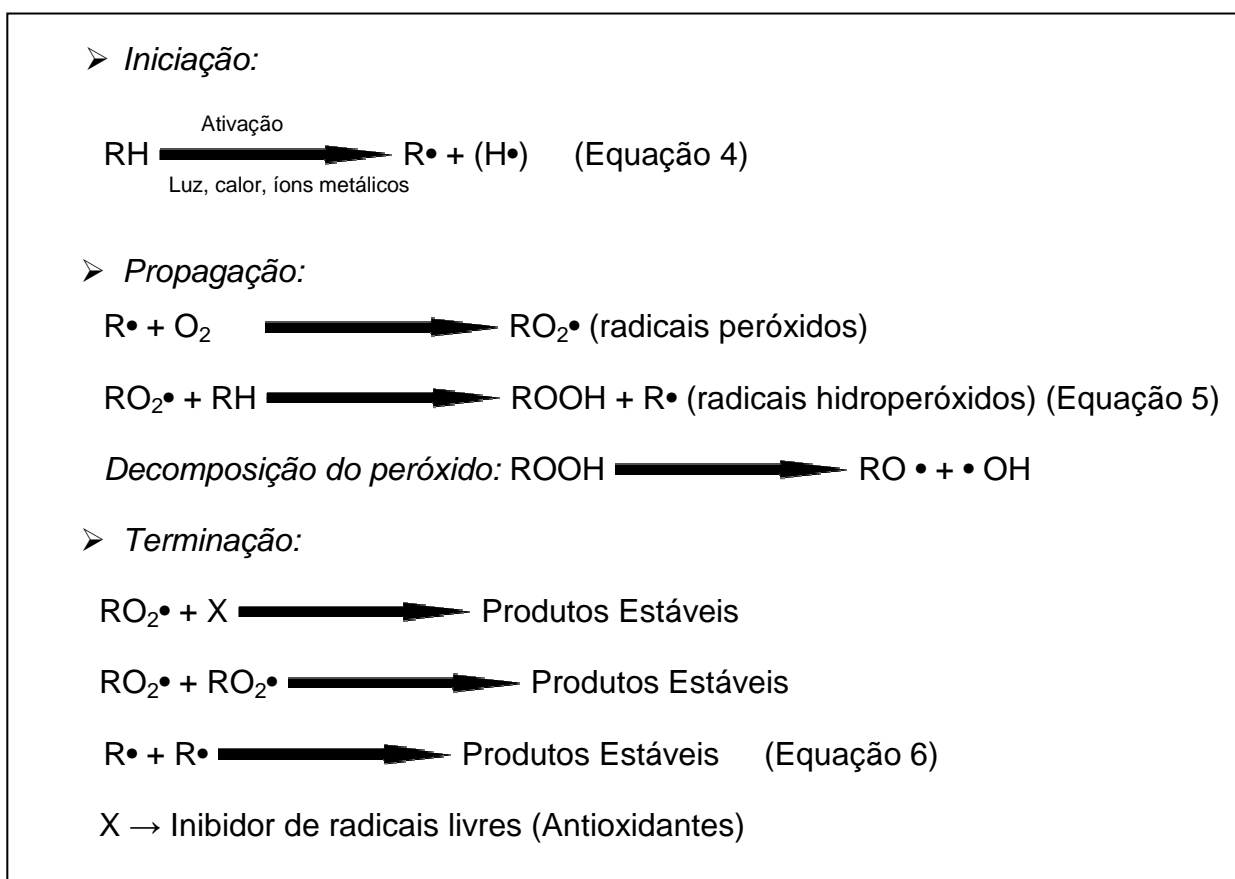 ➢ Iniciação:
Ativação
RH → R• + (H•) (Equação 4)
Luz, calor, íons metálicos
➢ Propagação:
R• + O₂ → RO₂• (radicais peróxidos)
RO₂• + RH → ROOH + R• (radicais hidroperóxidos) (Equação 5)
Decomposição do peróxido: ROOH → RO • + • OH
➢ Terminação:
RO₂• + X → Produtos Estáveis
RO₂• + RO₂• → Produtos Estáveis
R• + R• → Produtos Estáveis (Equação 6)
X → Inibidor de radicais livres (Antioxidantes)